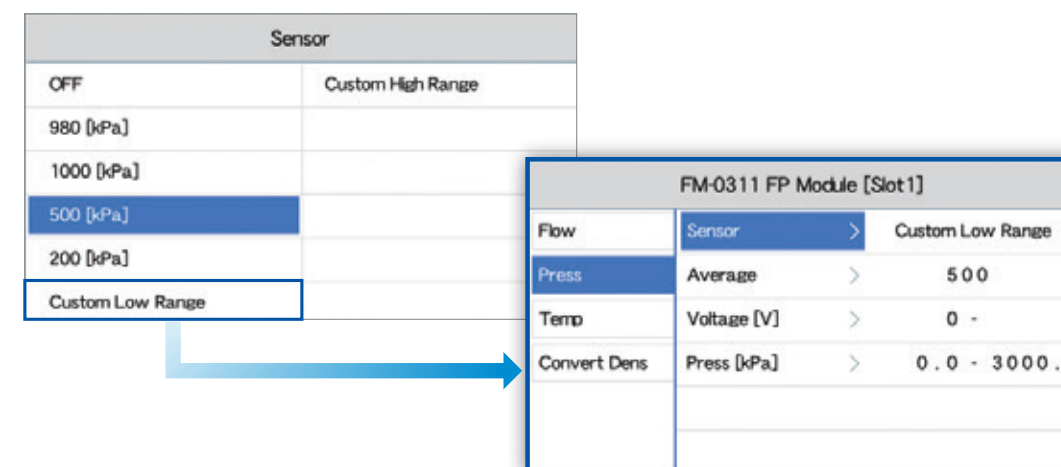 Sensor
OFF Custom High Range
980 [kPa]
1000 [kPa]
500 [kPa]
200 [kPa]
Custom Low Range
FM-0311 FP Module [Slot1]
Flow Sensor > Custom Low Range
Press Average > 500
Temp Voltage [V] > 0 -
Convert Dens Press [kPa] > 0.0 - 3000.